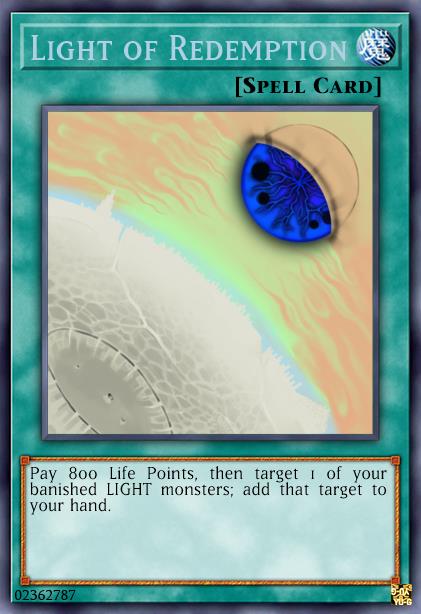 Light of Redemption
[Spell Card]
Pay 800 Life Points, then target 1 of your
banished LIGHT monsters; add that target to
your hand.
02362787